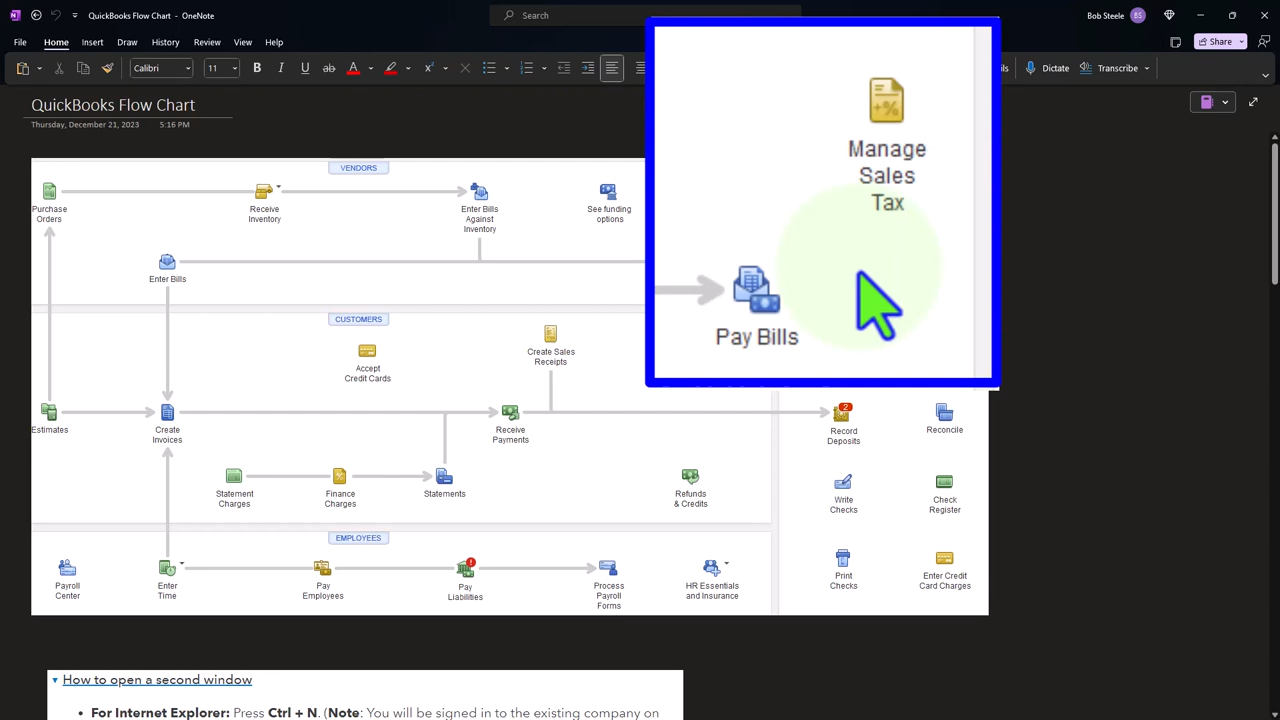 QuickBooks Flow Chart - OneNote
Search
Bob Steele
BS
File
Home
Insert
Draw
History
Review
View
Help
Share
Calibri
11
B
I
U
ab
A
Dictate
Transcribe
QuickBooks Flow Chart
Thursday, December 21, 2023
5:16 PM
VENDORS
Purchase
Orders
Receive
Inventory
Enter Bills
Against
Inventory
See funding
options
Enter Bills
Manage
Sales
Tax
Pay Bills
CUSTOMERS
Accept
Credit Cards
Create Sales
Receipts
Estimates
Create
Invoices
Receive
Payments
2
Record
Deposits
Reconcile
Statement
Charges
Finance
Charges
Statements
Refunds
& Credits
Write
Checks
Check
Register
EMPLOYEES
Payroll
Center
Enter
Time
Pay
Employees
Pay
Liabilities
Process
Payroll
Forms
HR Essentials
and Insurance
Print
Checks
Enter Credit
Card Charges
How to open a second window
• For Internet Explorer: Press Ctrl + N. (Note: You will be signed in to the existing company on